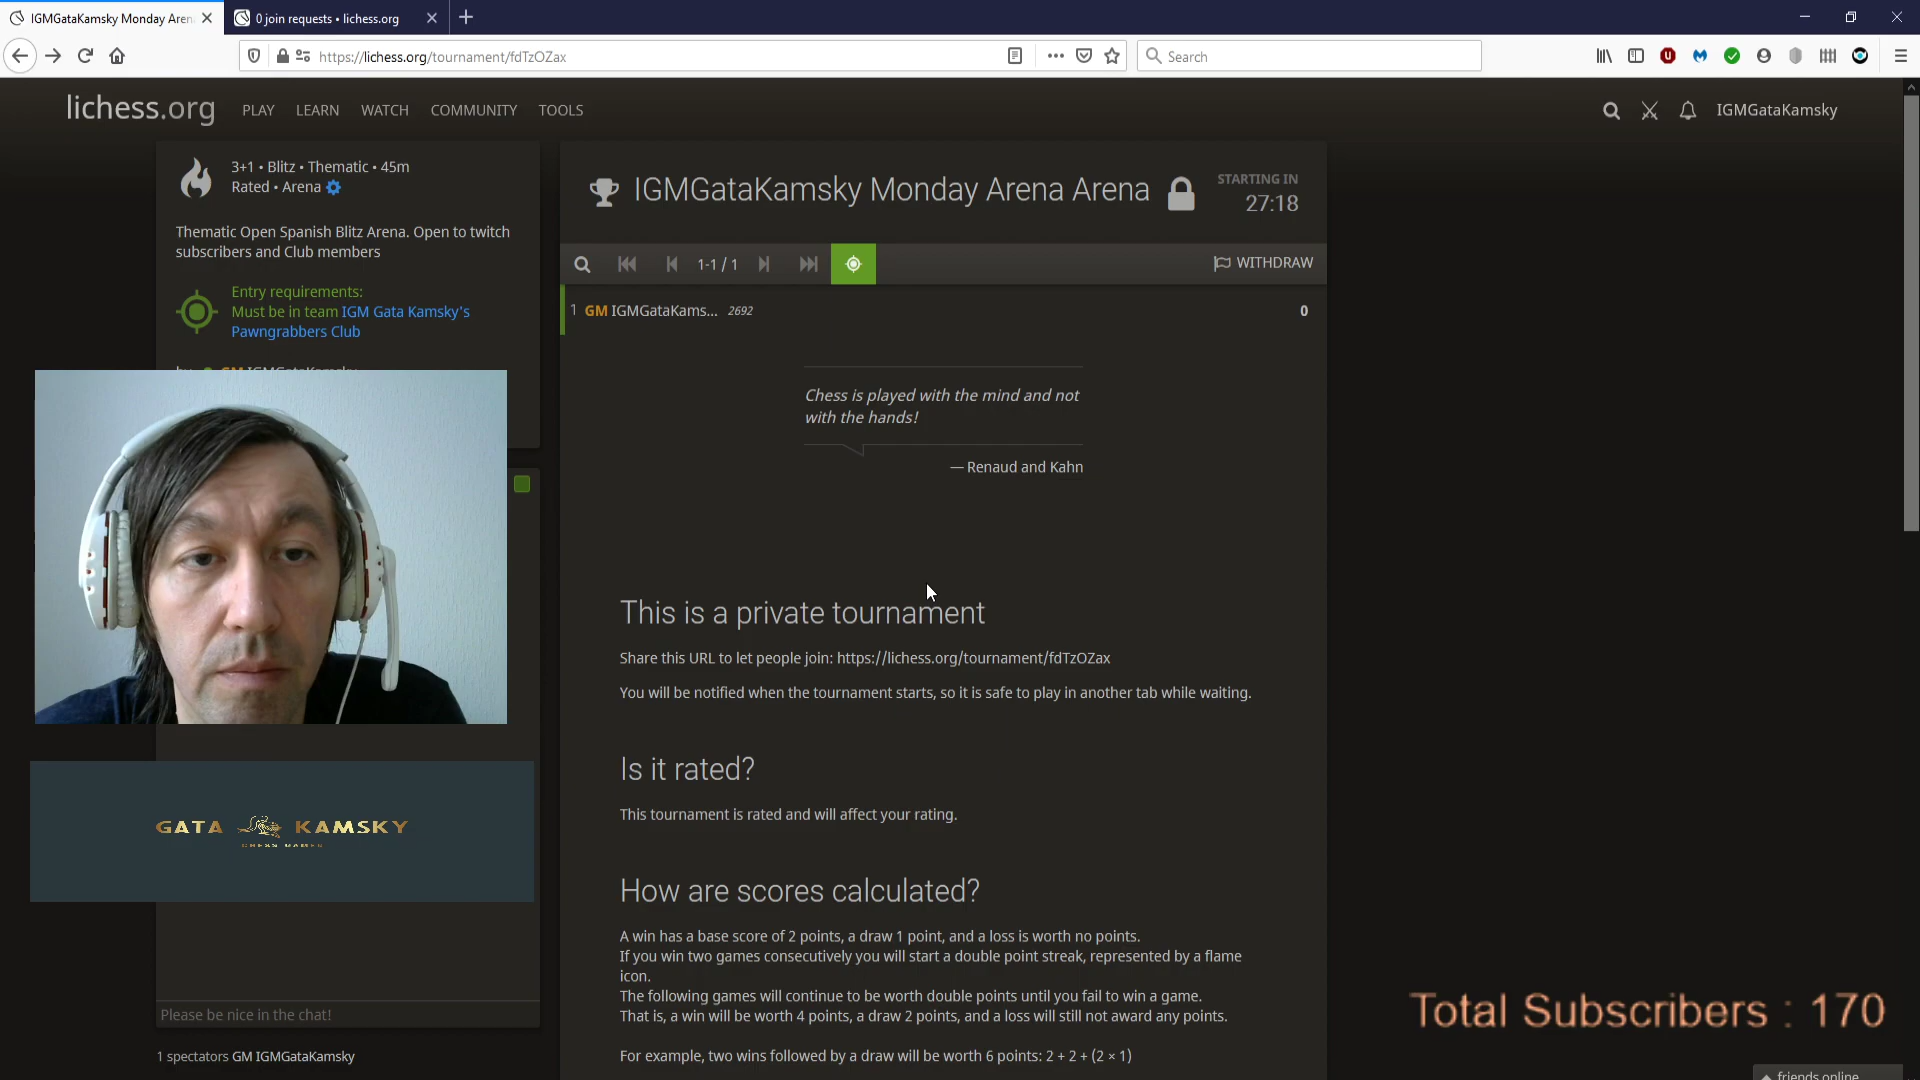 IGMGataKamsky Monday Aren
0 join requests • lichess.org
https://lichess.org/tournament/fdTzOZax
Search
lichess.org
PLAY
LEARN
WATCH
COMMUNITY
TOOLS
IGMGataKamsky
3+1 • Blitz • Thematic • 45m
Rated • Arena
Thematic Open Spanish Blitz Arena. Open to twitch
subscribers and Club members
Entry requirements:
Must be in team IGM Gata Kamsky's
Pawngrabbers Club
IGMGataKamsky Monday Arena Arena
STARTING IN
27:18
1-1 / 1
WITHDRAW
1 GM IGMGataKams... 2692 0
Chess is played with the mind and not
with the hands!
— Renaud and Kahn
This is a private tournament
Share this URL to let people join: https://lichess.org/tournament/fdTzOZax
You will be notified when the tournament starts, so it is safe to play in another tab while waiting.
Is it rated?
This tournament is rated and will affect your rating.
How are scores calculated?
A win has a base score of 2 points, a draw 1 point, and a loss is worth no points.
If you win two games consecutively you will start a double point streak, represented by a flame
icon.
The following games will continue to be worth double points until you fail to win a game.
That is, a win will be worth 4 points, a draw 2 points, and a loss will still not award any points.
For example, two wins followed by a draw will be worth 6 points: 2 + 2 + (2 × 1)
GATA KAMSKY
Please be nice in the chat!
1 spectators GM IGMGataKamsky
Total Subscribers : 170
friends online